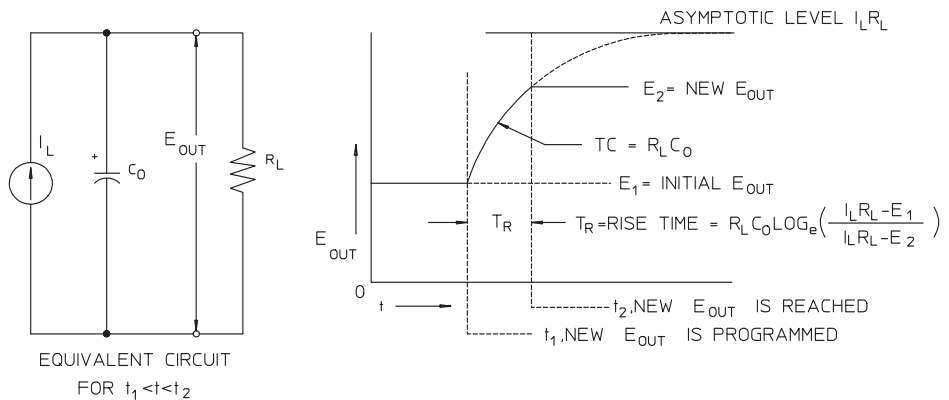 I_L
+
C_O
E_OUT
R_L
EQUIVALENT CIRCUIT
FOR t_1<t<t_2
ASYMPTOTIC LEVEL I_LR_L
E_2= NEW E_OUT
TC = R_LC_O
E_1= INITIAL E_OUT
T_R
T_R=RISE TIME = R_LC_OLOG_e(I_LR_L-E_1/I_LR_L-E_2)
E_OUT
O
t
t_2,NEW E_OUT IS REACHED
t_1,NEW E_OUT IS PROGRAMMED